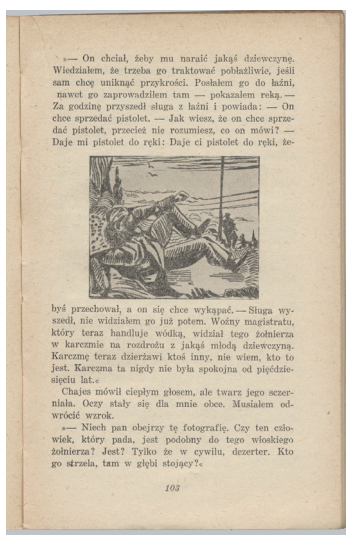 »— On chciał, żeby mu naraić jakąś dziewczynę.
Wiedziałem, że trzeba go traktować pobłażliwie, jeśli
sam chcę uniknąć przykrości. Posłałem go do łaźni,
nawet go zaprowadziłem tam — pokazałem reką. —
Za godzinę przyszedł sługa z łaźni i powiada: — On
chce sprzedać pistolet. — Jak wiesz, że on chce sprze-
dać pistolet, przecież nie rozumiesz, co on mówi? —
Daje mi pistolet do ręki: Daje ci pistolet do ręki, że-
byś przechował, a on się chce wykąpać. — Sługa wy-
szedł, nie widziałem go już potem. Woźny magistratu,
który teraz handluje wódką, widział tego żołnierza
w karczmie na rozdrożu z jakąś młodą dziewczyną.
Karczmę teraz dzierżawi ktoś inny, nie wiem, kto to
jest. Karczma ta nigdy nie była spokojna od pięćdzie-
sięciu lat.«
Chajes mówił ciepłym głosem, ale twarz jego sczer-
niała. Oczy stały się dla mnie obce. Musiałem od-
wrócić wzrok.
»— Niech pan obejrzy tę fotografię. Czy ten czło-
wiek, który pada, jest podobny do tego włoskiego
żołnierza? Jest? Tylko że w cywilu, dezerter. Kto
go strzela, tam w głębi stojący?«
103